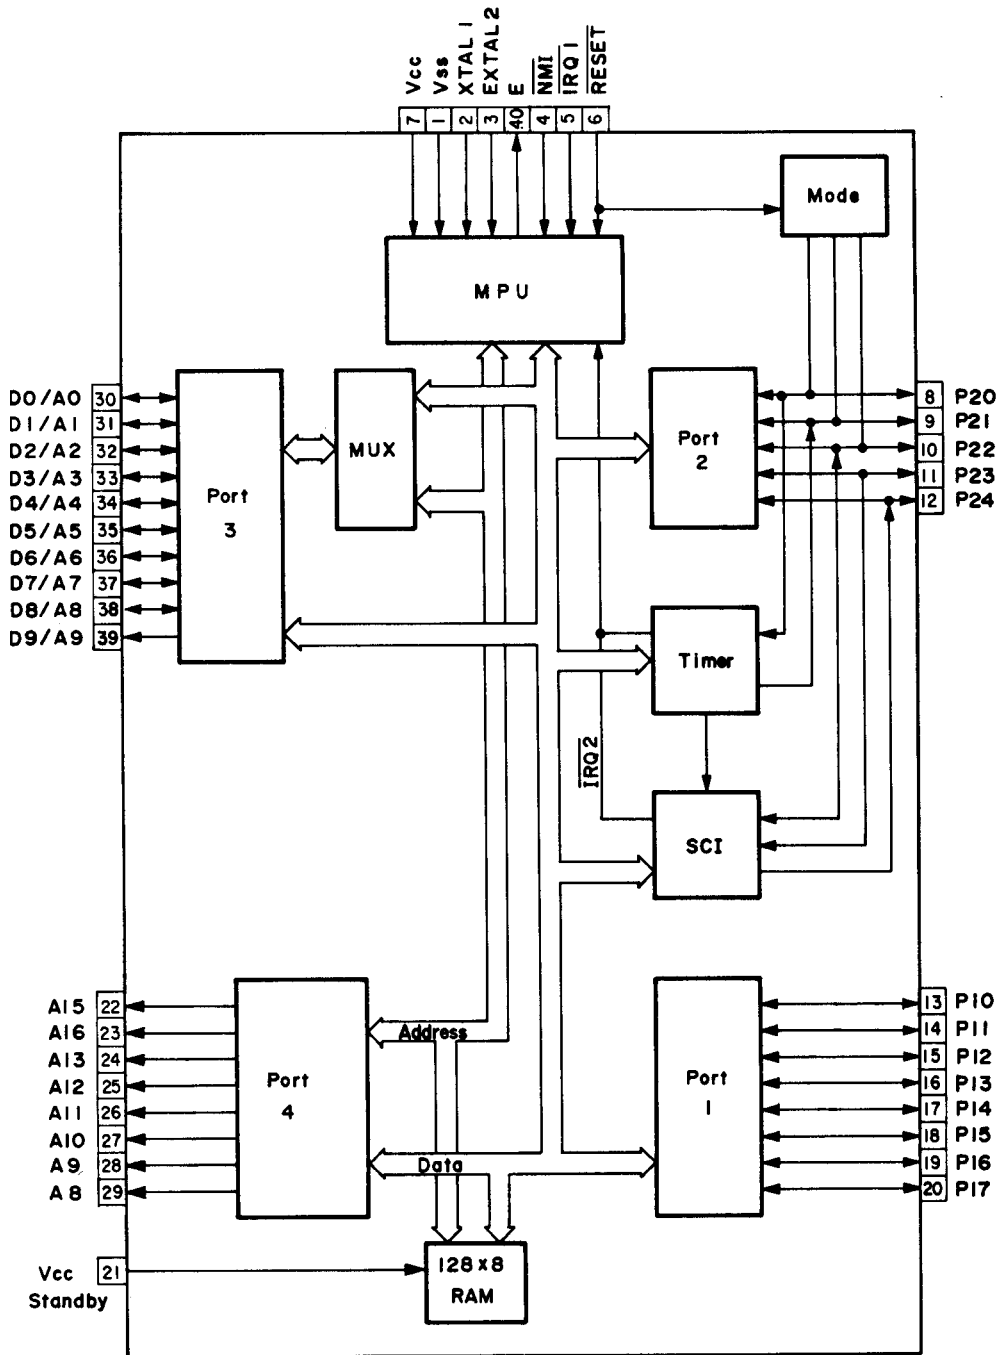 Vcc
Vss
XTAL 1
EXTAL 2
E
NMI
IRQ 1
RESET
7 1 2 3 40 4 5 6
Mode
MPU
D0/A0 30
D1/A1 31
D2/A2 32
D3/A3 33
D4/A4 34
D5/A5 35
D6/A6 36
D7/A7 37
D8/A8 38
D9/A9 39
Port
3
MUX
Port
2
8 P20
9 P21
10 P22
11 P23
12 P24
Timer
IRQ2
SCI
A15 22
A16 23
A13 24
A12 25
A11 26
A10 27
A9 28
A8 29
Port
4
Address
Data
Port
1
13 P10
14 P11
15 P12
16 P13
17 P14
18 P15
19 P16
20 P17
Vcc 21
Standby
128 x 8
RAM